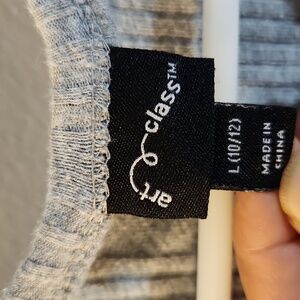 art class™
L (10/12)
MADE IN
CHINA